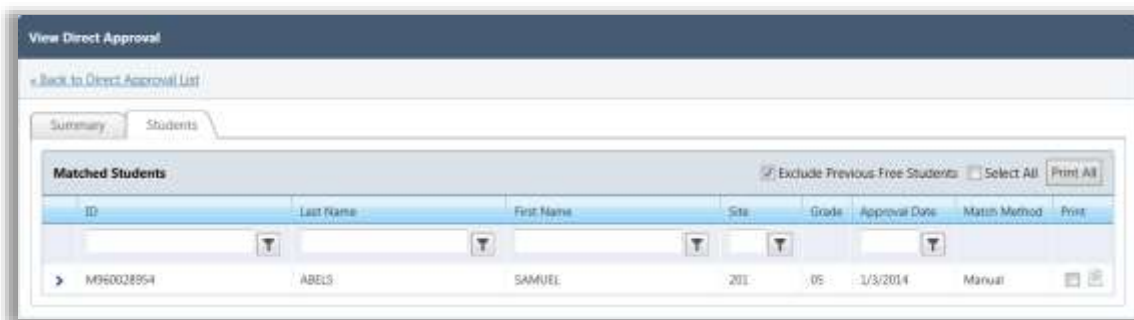 View Direct Approval
« Back to Direct Approval List
Summary Students
Matched Students Exclude Previous Free Students Select All Print All
ID Last Name First Name Site Grade Approval Date Match Method Print
M960028954 ABELS SAMUEL 201 05 1/3/2014 Manual